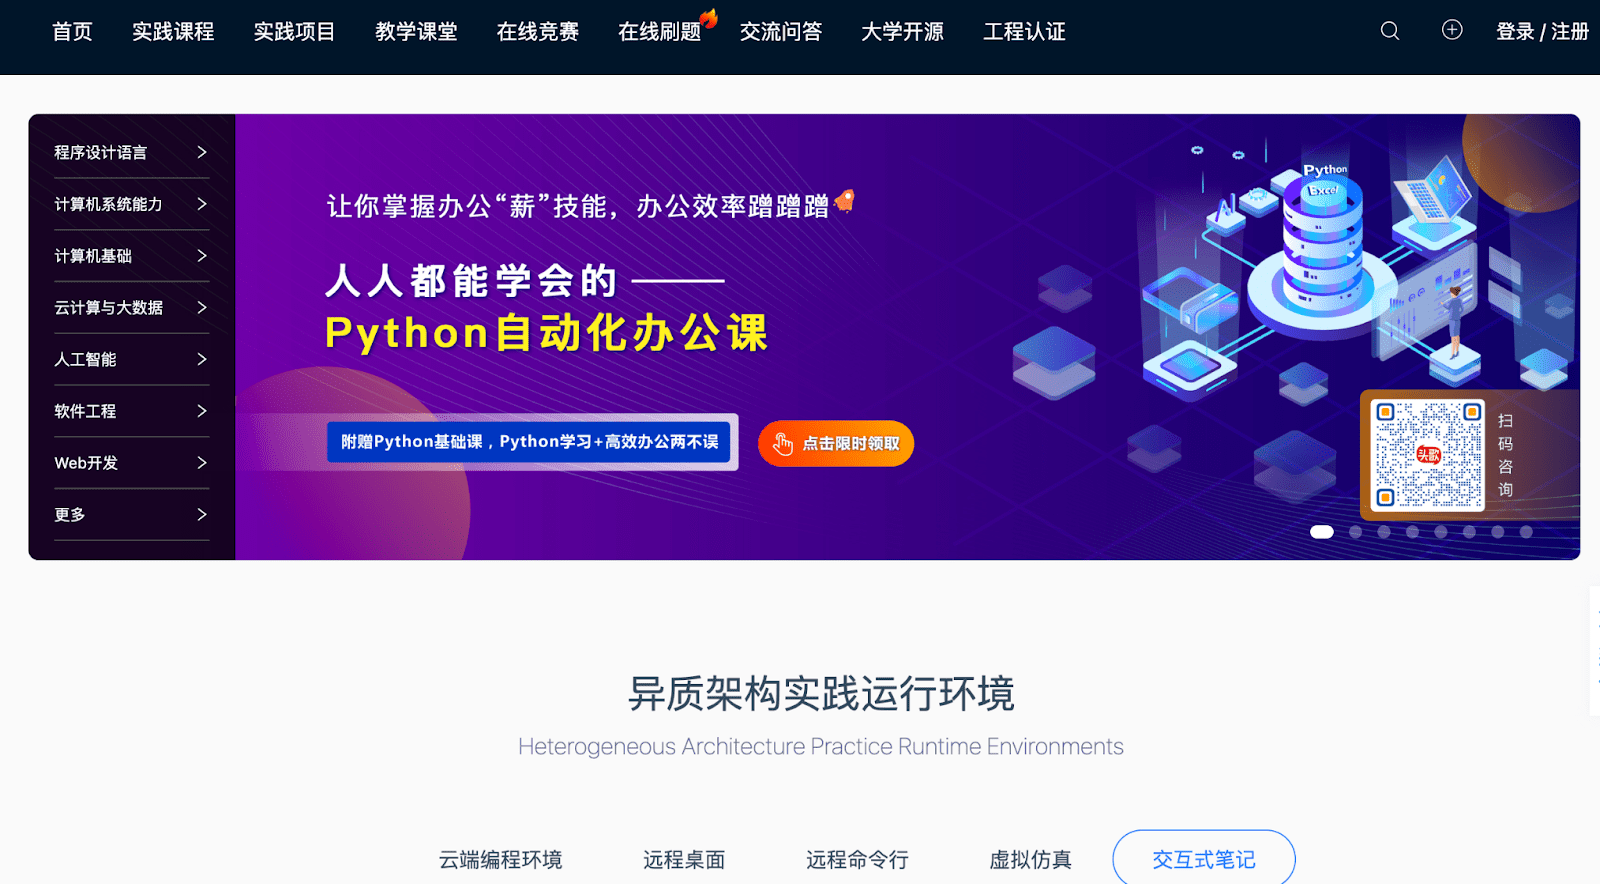 首页 实践课程 实践项目 教学课堂 在线竞赛 在线刷题 交流问答 大学开源 工程认证 登录 / 注册
程序设计语言
计算机系统能力
计算机基础
云计算与大数据
人工智能
软件工程
Web开发
更多
让你掌握办公“薪”技能，办公效率蹭蹭蹭
人人都能学会的——
Python自动化办公课
附赠Python基础课，Python学习+高效办公两不误
点击限时领取
Python
Excel
头歌
扫码咨询
异质架构实践运行环境
Heterogeneous Architecture Practice Runtime Environments
云端编程环境 远程桌面 远程命令行 虚拟仿真 交互式笔记